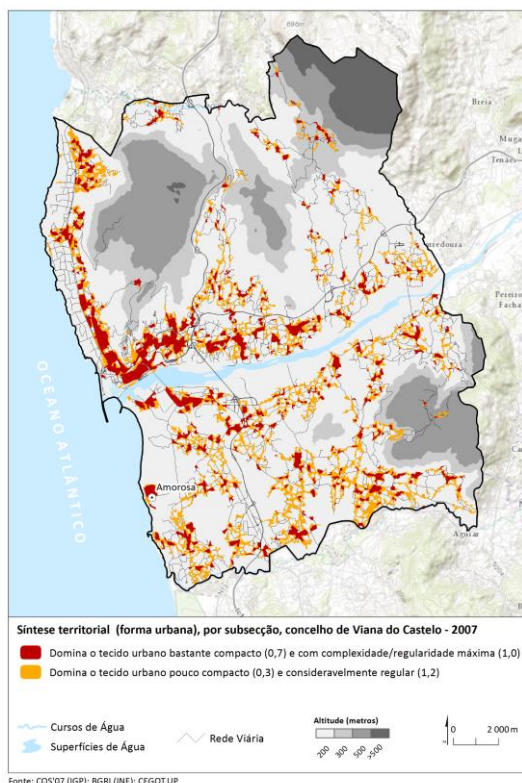 696m
Breia
OCEANO ATLÂNTICO
Amorosa
Aguiar
Síntese territorial (forma urbana), por subsecção, concelho de Viana do Castelo - 2007
Domina o tecido urbano bastante compacto (0,7) e com complexidade/regularidade máxima (1,0)
Domina o tecido urbano pouco compacto (0,3) e consideravelmente regular (1,2)
Cursos de Água
Superfícies de Água
Rede Viária
Altitude (metros)
200 300 500 >500
0 2 000 m
Fonte: COS'07 (IGP); BGRI (INE); CEGOT.UP